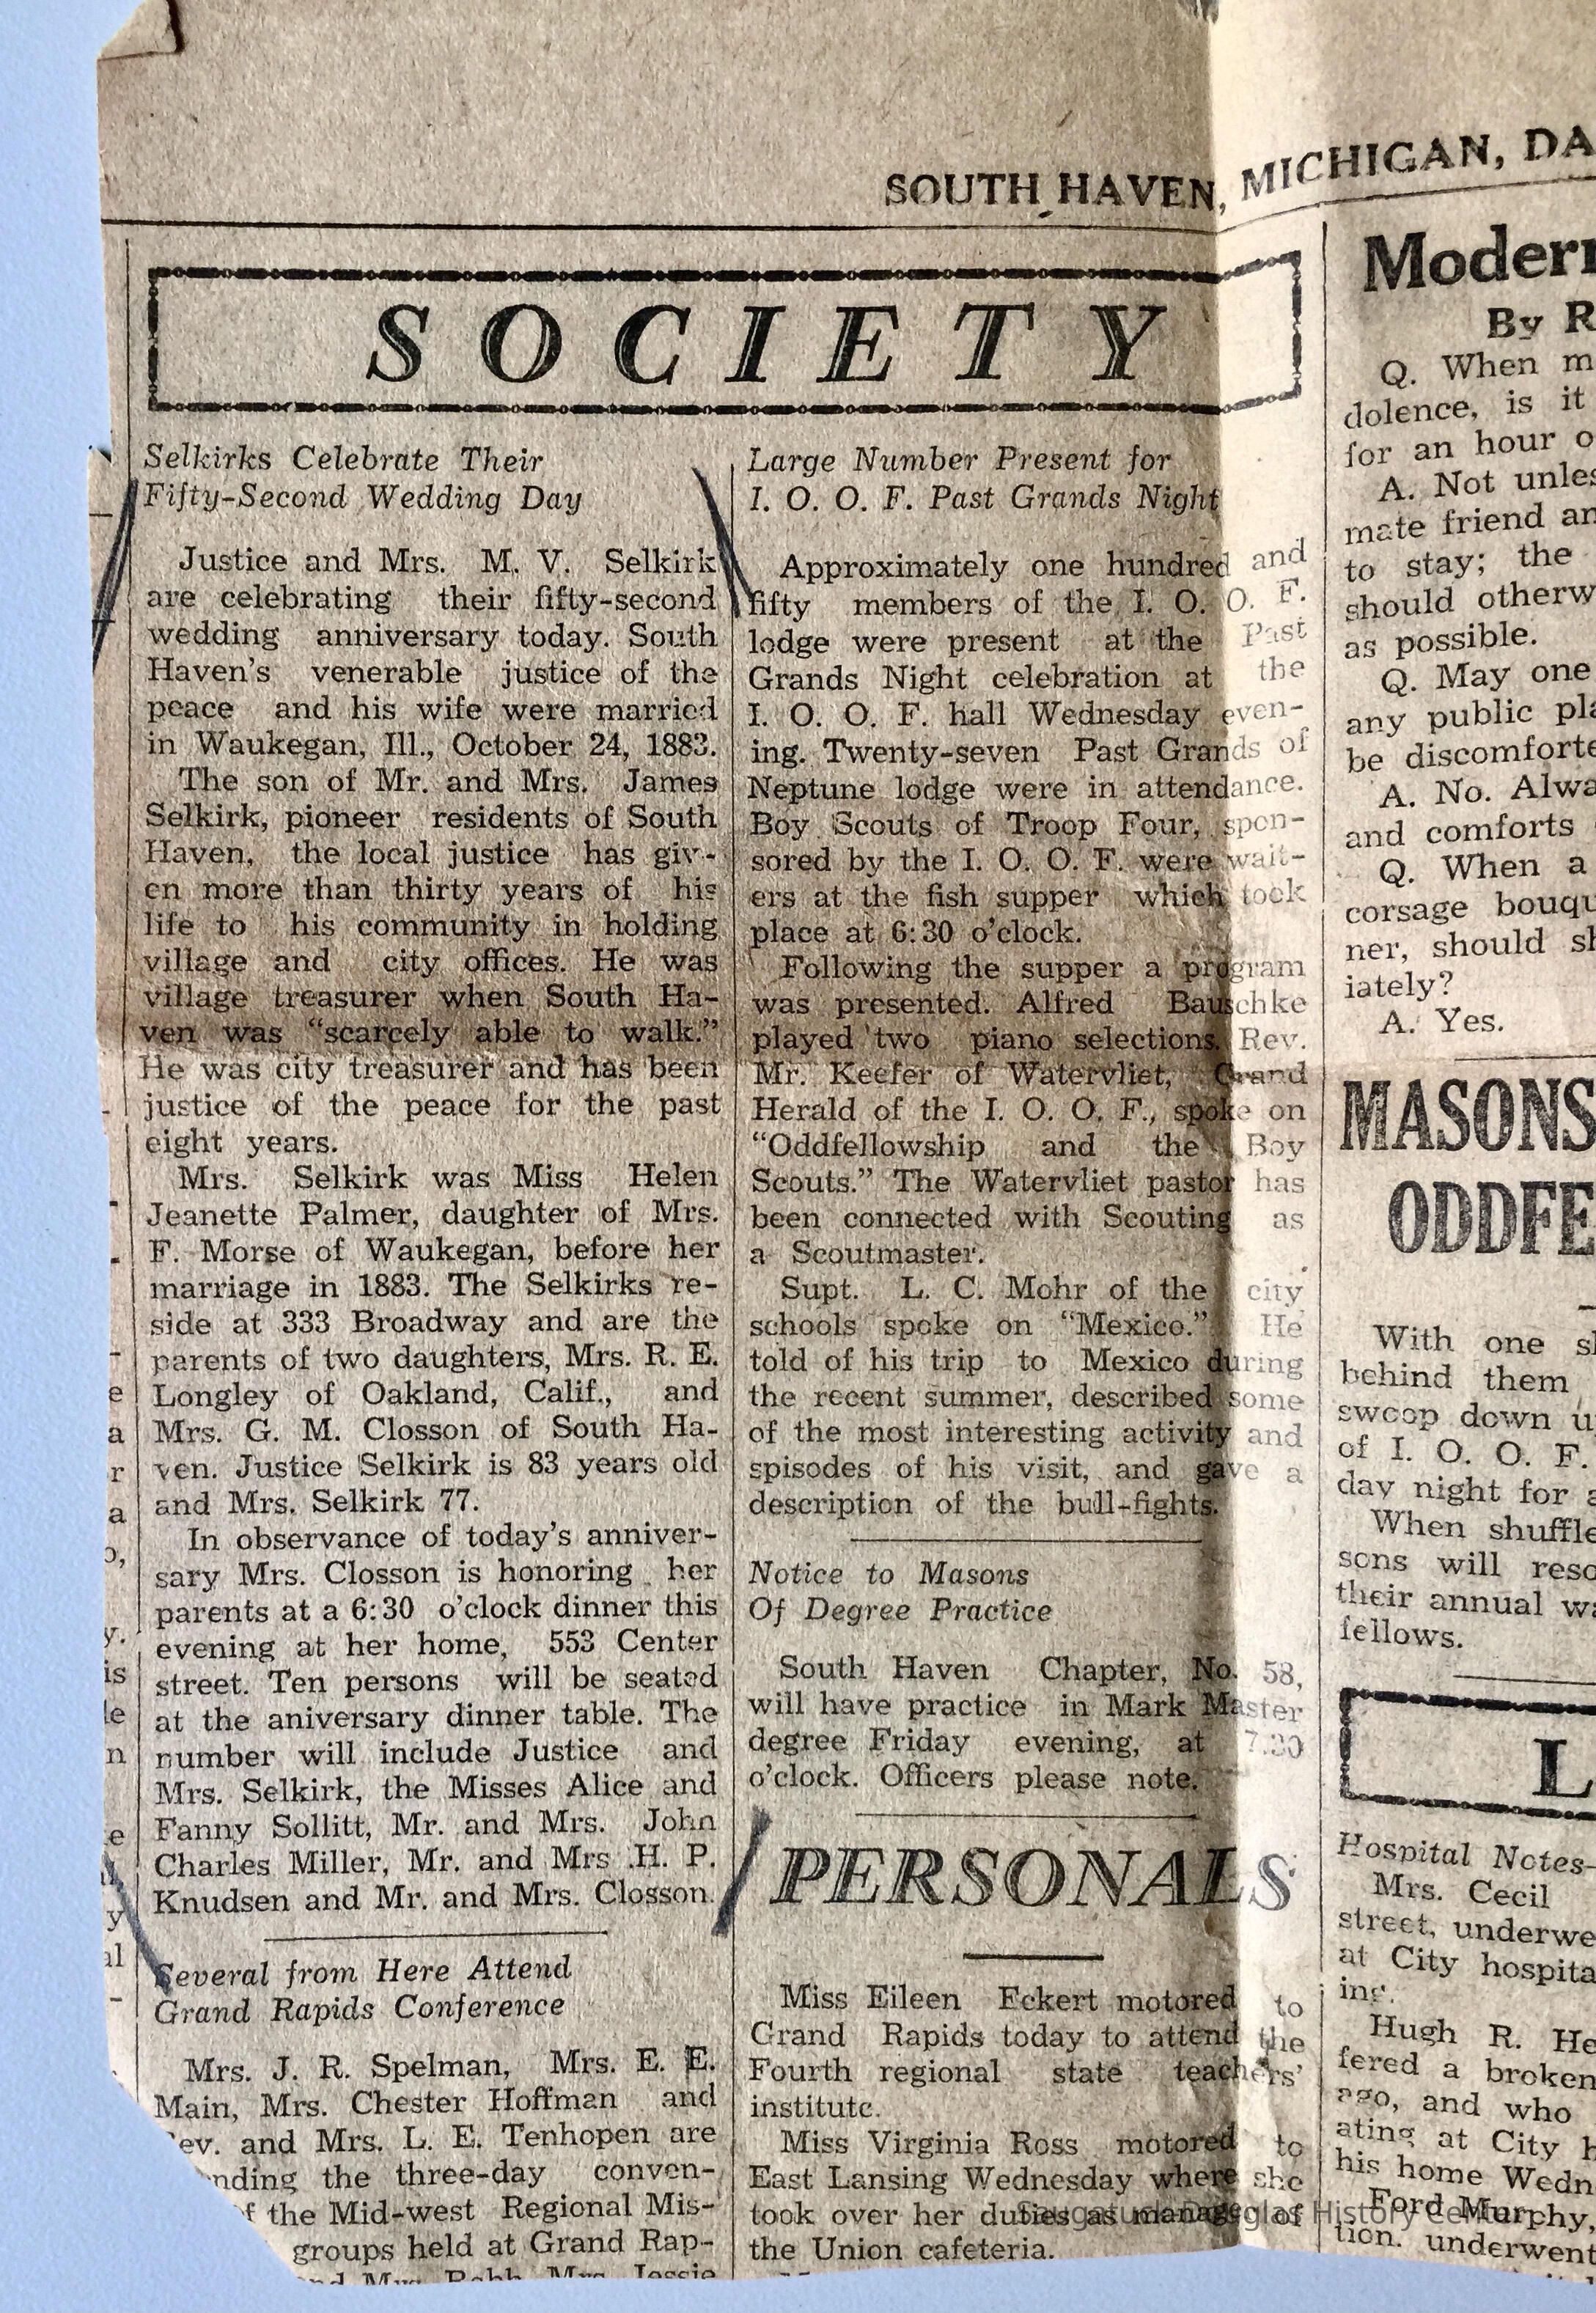 SOUTH HAVEN, MICHIGAN, DA
SOCIETY
Selkirks Celebrate Their
Fifty-Second Wedding Day
Justice and Mrs. M. V. Selkirk
are celebrating their fifty-second
wedding anniversary today. South
Haven's venerable justice of the
peace and his wife were married
in Waukegan, Ill., October 24, 1883.
The son of Mr. and Mrs. James
Selkirk, pioneer residents of South
Haven, the local justice has giv-
en more than thirty years of his
life to his community in holding
village and city offices. He was
village treasurer when South Ha-
ven was "scarcely able to walk."
He was city treasurer and has been
justice of the peace for the past
eight years.
Mrs. Selkirk was Miss Helen
Jeanette Palmer, daughter of Mrs.
F. Morse of Waukegan, before her
marriage in 1883. The Selkirks re-
side at 333 Broadway and are the
parents of two daughters, Mrs. R. E.
Longley of Oakland, Calif., and
Mrs. G. M. Closson of South Ha-
ven. Justice Selkirk is 83 years old
and Mrs. Selkirk 77.
In observance of today's anniver-
sary Mrs. Closson is honoring her
parents at a 6:30 o'clock dinner this
evening at her home, 553 Center
street. Ten persons will be seated
at the aniversary dinner table. The
number will include Justice and
Mrs. Selkirk, the Misses Alice and
Fanny Sollitt, Mr. and Mrs. John
Charles Miller, Mr. and Mrs .H. P.
Knudsen and Mr. and Mrs. Closson.
Several from Here Attend
Grand Rapids Conference
Mrs. J. R. Spelman, Mrs. E. E.
Main, Mrs. Chester Hoffman and
ev. and Mrs. L. E. Tenhopen are
nding the three-day conven-
f the Mid-west Regional Mis-
groups held at Grand Rap-
nd Mrs. Robb, Mrs. Jessie
Large Number Present for
I. O. O. F. Past Grands Night
Approximately one hundred and
fifty members of the I. O. O. F.
lodge were present at the Past
Grands Night celebration at the
I. O. O. F. hall Wednesday even-
ing. Twenty-seven Past Grands of
Neptune lodge were in attendance.
Boy Scouts of Troop Four, spon-
sored by the I. O. O. F. were wait-
ers at the fish supper which took
place at 6:30 o'clock.
Following the supper a program
was presented. Alfred Bauschke
played two piano selections. Rev.
Mr. Keefer of Watervliet, Grand
Herald of the I. O. O. F., spoke on
"Oddfellowship and the Boy
Scouts." The Watervliet pastor has
been connected with Scouting as
a Scoutmaster.
Supt. L. C. Mohr of the city
schools spoke on "Mexico." He
told of his trip to Mexico during
the recent summer, described some
of the most interesting activity and
episodes of his visit, and gave a
description of the bull-fights.
Notice to Masons
Of Degree Practice
South Haven Chapter, No. 58,
will have practice in Mark Master
degree Friday evening, at 7:30
o'clock. Officers please note.
PERSONALS
Miss Eileen Eckert motored to
Grand Rapids today to attend the
Fourth regional state teachers'
institute.
Miss Virginia Ross motored to
East Lansing Wednesday where she
took over her duties as manager of
the Union cafeteria.
Modern
By R
Q. When m
dolence, is it
for an hour o
A. Not unles
mate friend an
to stay; the
should otherw
as possible.
Q. May one
any public pla
be discomforte
A. No. Alwa
and comforts
Q. When a
corsage bouqu
ner, should sh
iately?
A. Yes.
MASONS
ODDFE
With one sl
behind them
swoop down u
of I. O. O. F.
day night for a
When shuffle
sons will reso
their annual wa
fellows.
L
Hospital Notes-
Mrs. Cecil
street, underwe
at City hospita
ing.
Hugh R. He
fered a broken
ago, and who
ating at City h
his home Wedn
Ford Murphy,
tion. underwent
Saugatuck-Douglas History Center